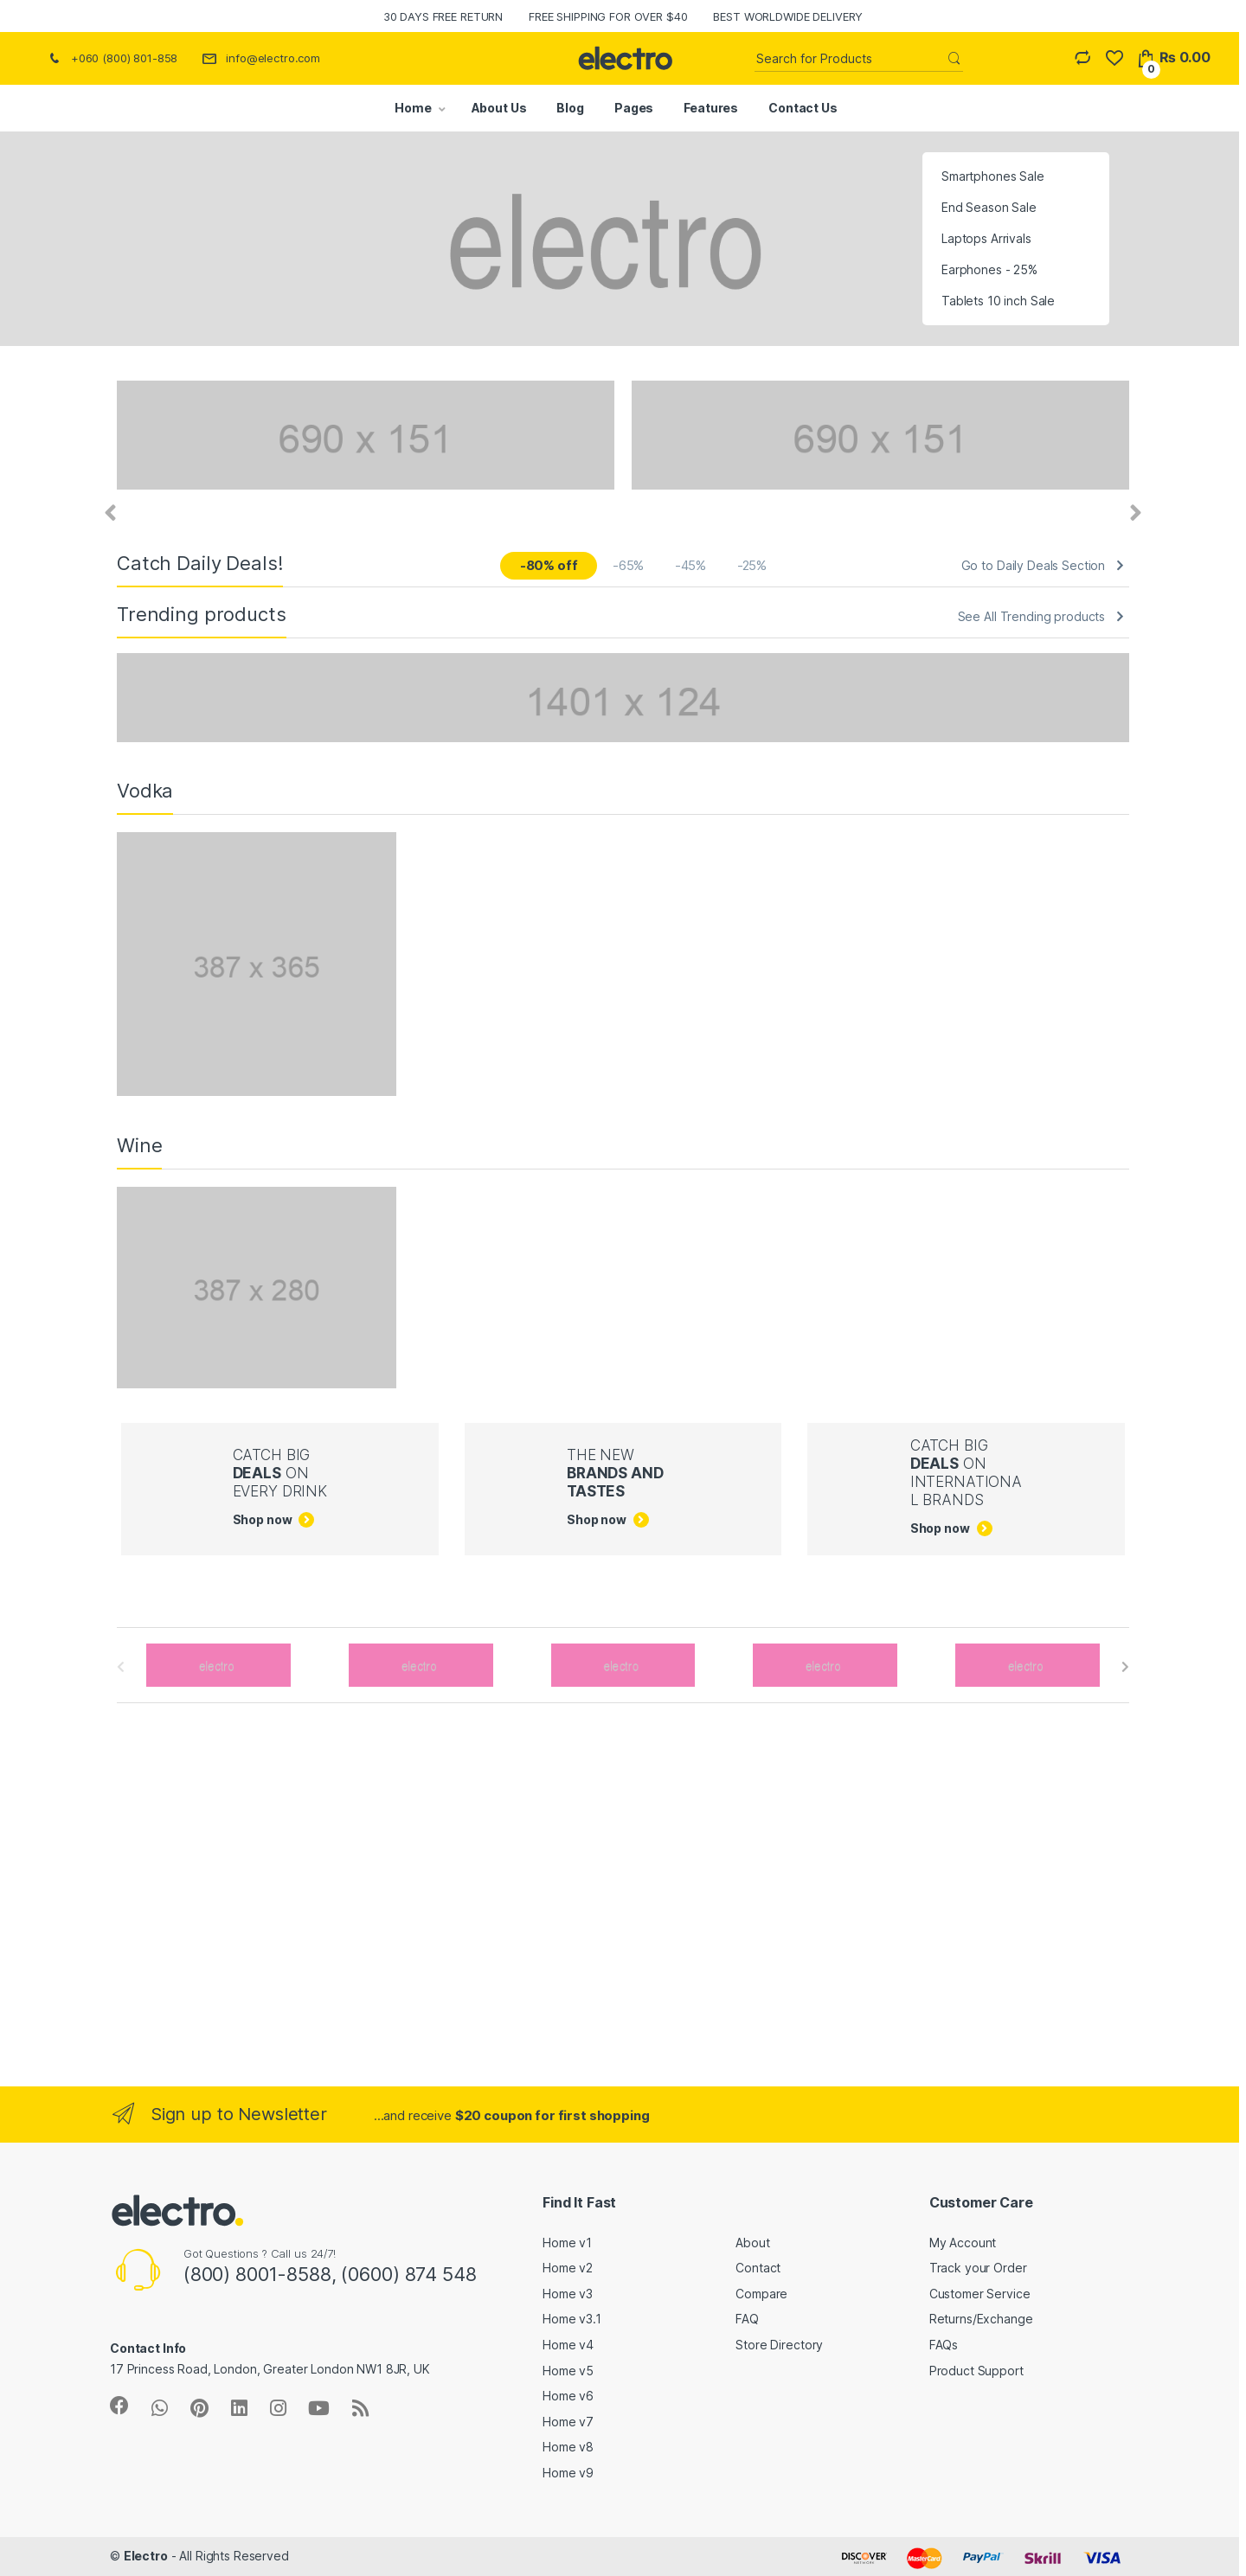 30 DAYS FREE RETURN FREE SHIPPING FOR OVER $40 BEST WORLDWIDE DELIVERY
+060 (800) 801-858 info@electro.com electro Search for Products 0 ₨ 0.00
Home About Us Blog Pages Features Contact Us
electro
Smartphones Sale
End Season Sale
Laptops Arrivals
Earphones - 25%
Tablets 10 inch Sale
690 x 151 690 x 151
Catch Daily Deals! -80% off -65% -45% -25% Go to Daily Deals Section
Trending products See All Trending products
1401 x 124
Vodka
387 x 365
Wine
387 x 280
CATCH BIG
DEALS ON
EVERY DRINK
Shop now
THE NEW
BRANDS AND
TASTES
Shop now
CATCH BIG
DEALS ON
INTERNATIONA
L BRANDS
Shop now
electro electro electro electro electro
Sign up to Newsletter ...and receive $20 coupon for first shopping
electro.
Got Questions ? Call us 24/7!
(800) 8001-8588, (0600) 874 548
Contact Info
17 Princess Road, London, Greater London NW1 8JR, UK
Find It Fast
Home v1
Home v2
Home v3
Home v3.1
Home v4
Home v5
Home v6
Home v7
Home v8
Home v9
About
Contact
Compare
FAQ
Store Directory
Customer Care
My Account
Track your Order
Customer Service
Returns/Exchange
FAQs
Product Support
© Electro - All Rights Reserved
DISCOVER
NETWORK
MasterCard
PayPal
Skrill
VISA